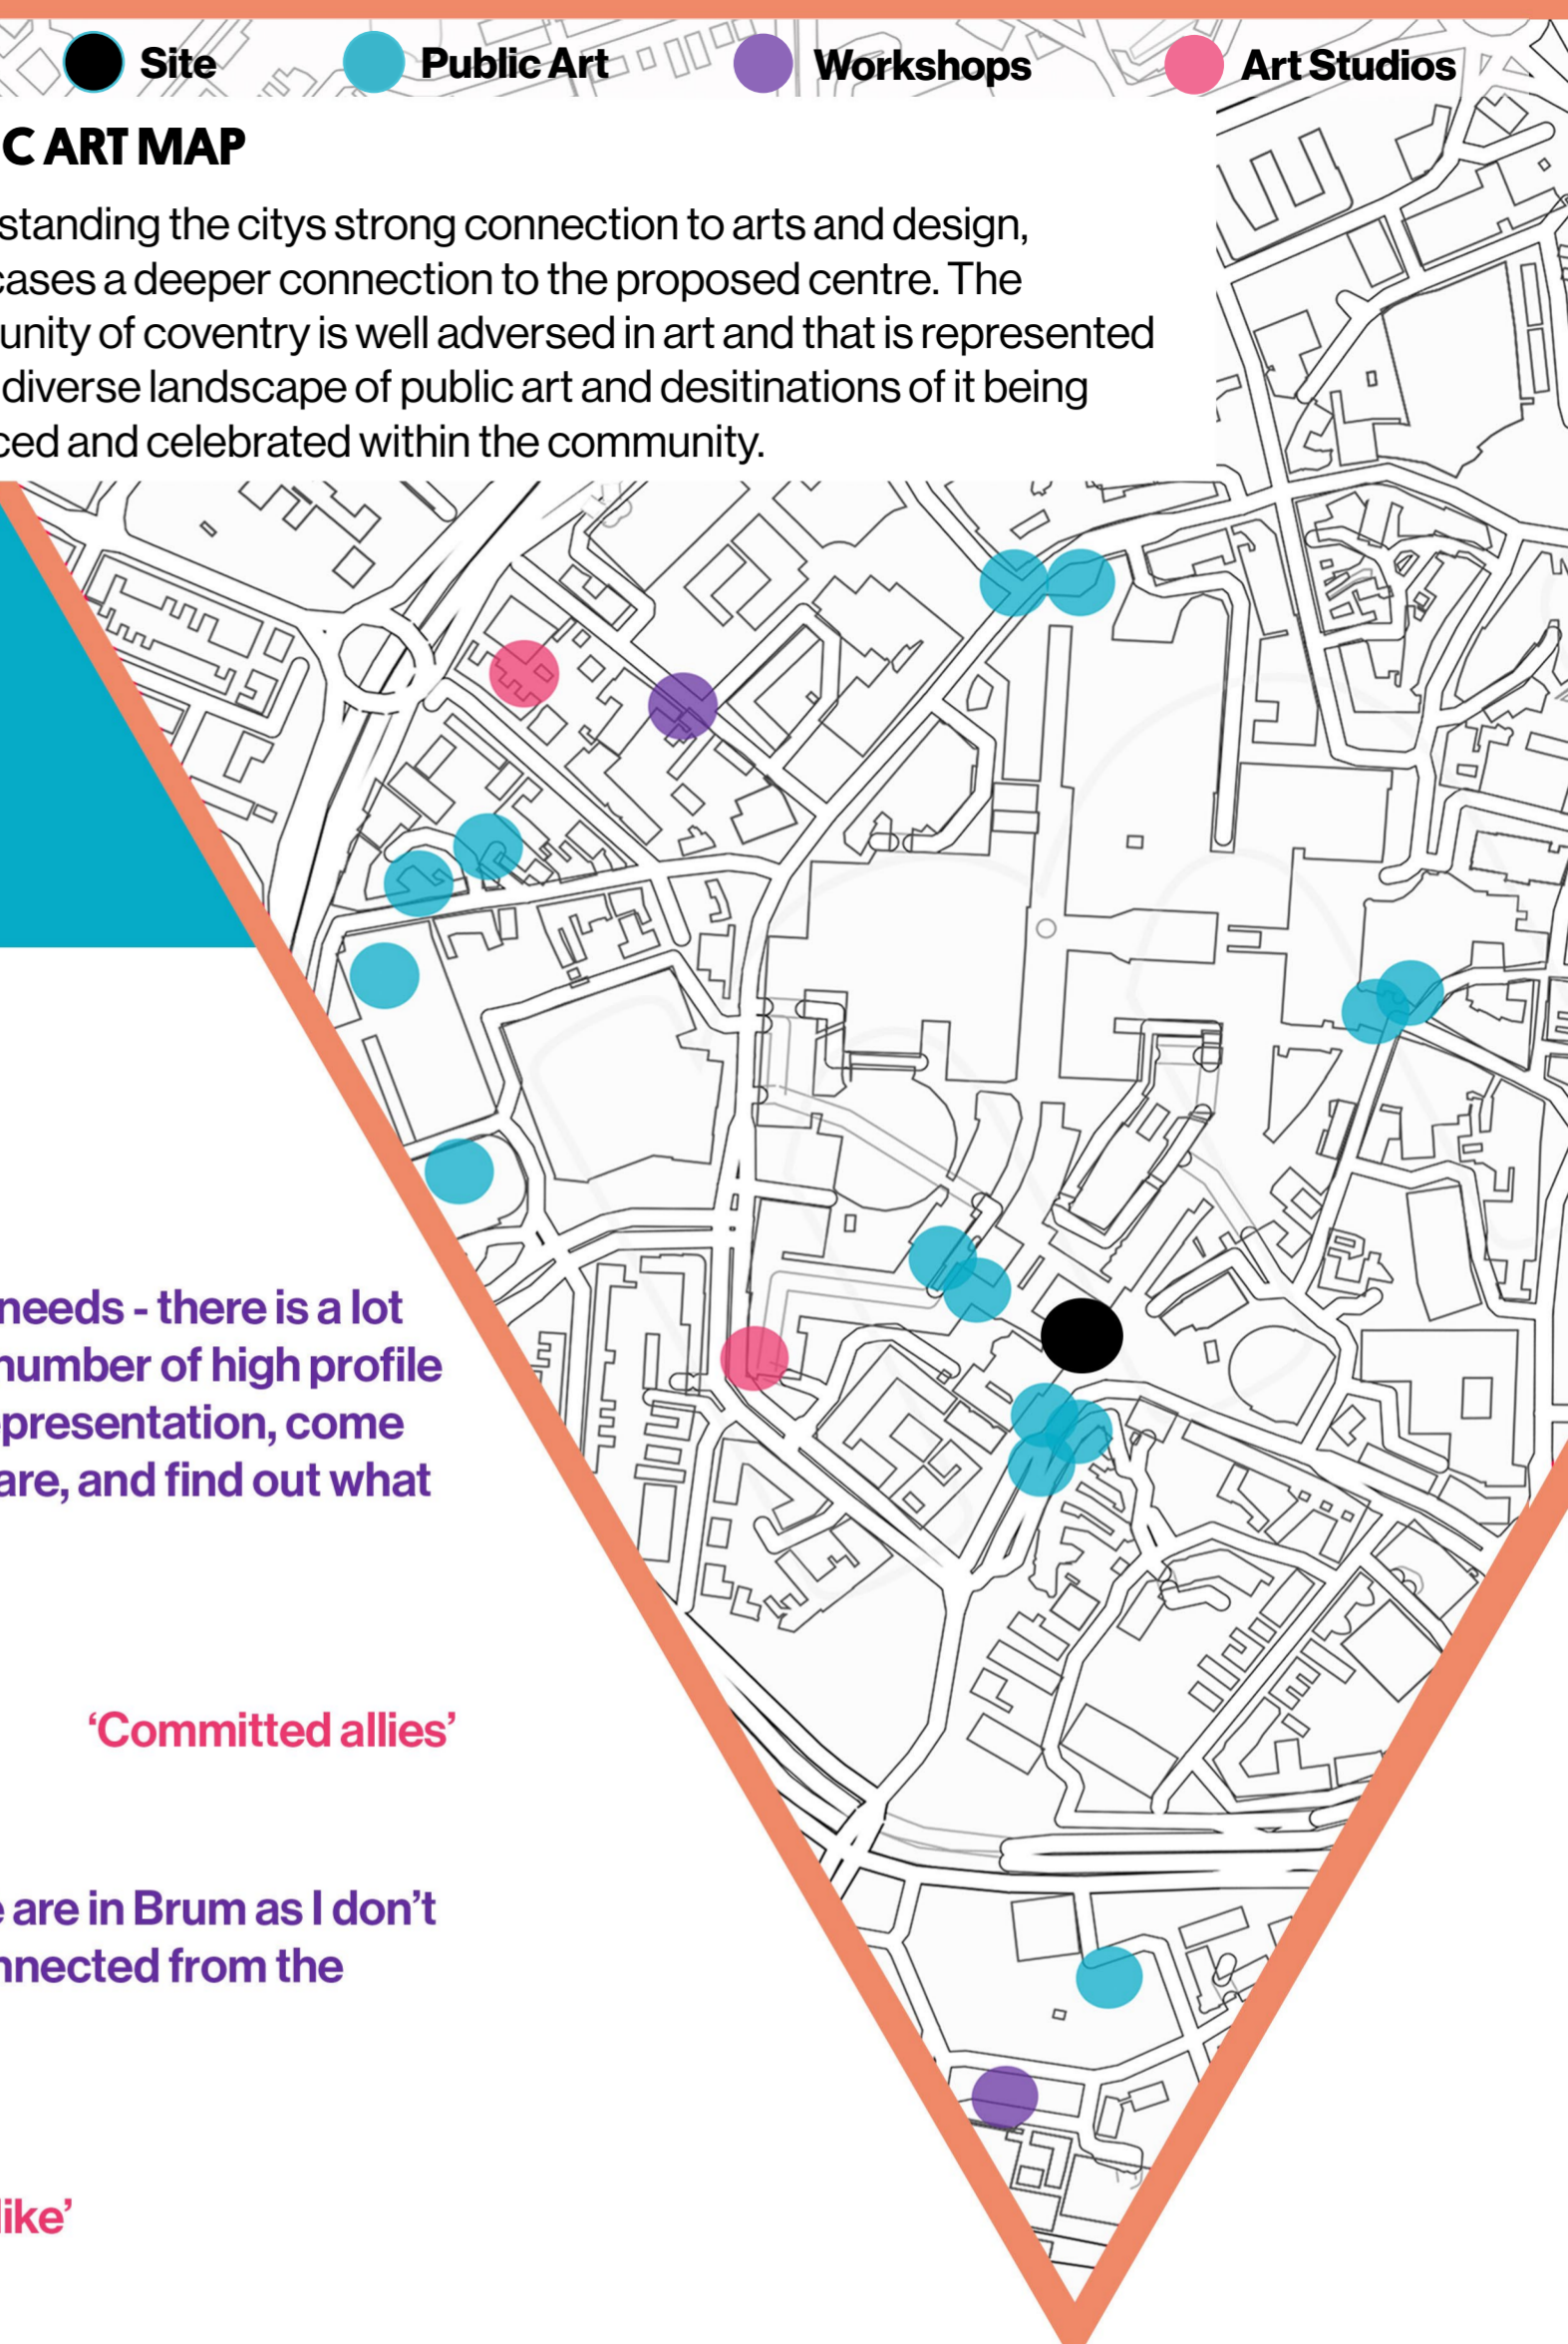 Site
Public Art
Workshops
Art Studios
C ART MAP
standing the citys strong connection to arts and design,
cases a deeper connection to the proposed centre. The
unity of coventry is well adversed in art and that is represented
diverse landscape of public art and desitinations of it being
ced and celebrated within the community.
needs - there is a lot
number of high profile
presentation, come
are, and find out what
‘Committed allies’
e are in Brum as I don’t
nnected from the
like’